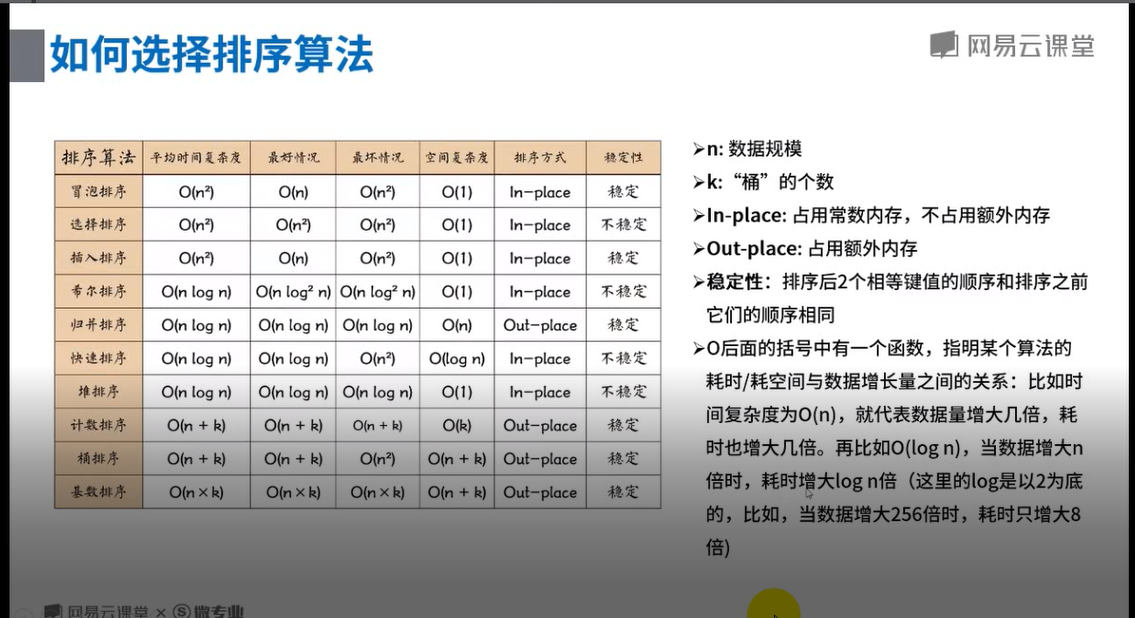 如何选择排序算法
网易云课堂
排序算法 平均时间复杂度 最好情况 最坏情况 空间复杂度 排序方式 稳定性
冒泡排序 O(n²) O(n) O(n²) O(1) In-place 稳定
选择排序 O(n²) O(n²) O(n²) O(1) In-place 不稳定
插入排序 O(n²) O(n) O(n²) O(1) In-place 稳定
希尔排序 O(n log n) O(n log² n) O(n log² n) O(1) In-place 不稳定
归并排序 O(n log n) O(n log n) O(n log n) O(n) Out-place 稳定
快速排序 O(n log n) O(n log n) O(n²) O(log n) In-place 不稳定
堆排序 O(n log n) O(n log n) O(n log n) O(1) In-place 不稳定
计数排序 O(n + k) O(n + k) O(n + k) O(k) Out-place 稳定
桶排序 O(n + k) O(n + k) O(n²) O(n + k) Out-place 稳定
基数排序 O(n×k) O(n×k) O(n×k) O(n + k) Out-place 稳定
➢n: 数据规模
➢k:“桶”的个数
➢In-place: 占用常数内存，不占用额外内存
➢Out-place: 占用额外内存
➢稳定性：排序后2个相等键值的顺序和排序之前
它们的顺序相同
➢O后面的括号中有一个函数，指明某个算法的
耗时/耗空间与数据增长量之间的关系：比如时
间复杂度为O(n)，就代表数据量增大几倍，耗
时也增大几倍。再比如O(log n)，当数据增大n
倍时，耗时增大log n倍（这里的log是以2为底
的，比如，当数据增大256倍时，耗时只增大8
倍)
网易云课堂 × 微专业